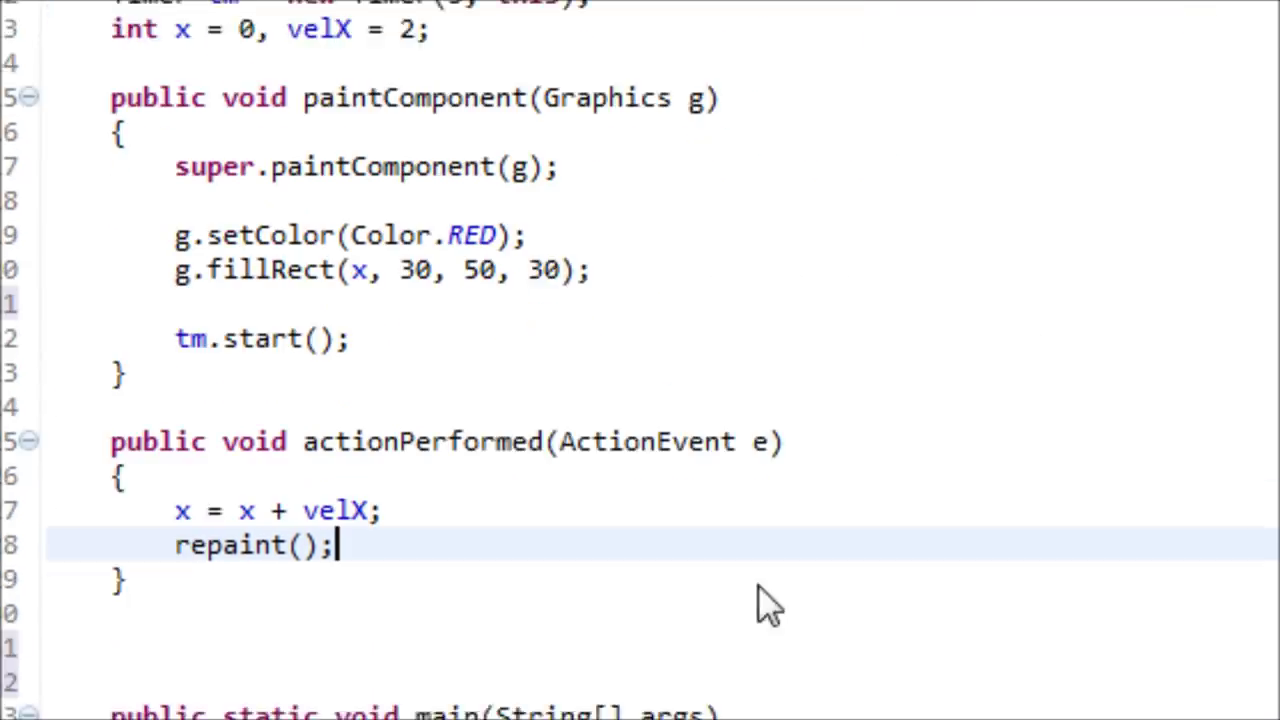 3 int x = 0, velX = 2;
4
5 public void paintComponent(Graphics g)
6 {
7 super.paintComponent(g);
8
9 g.setColor(Color.RED);
0 g.fillRect(x, 30, 50, 30);
1
2 tm.start();
3 }
4
5 public void actionPerformed(ActionEvent e)
6 {
7 x = x + velX;
8 repaint();
9 }
0
1
2
3 public static void main(String[] args)